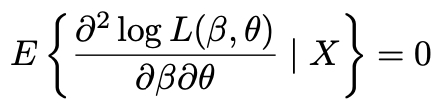 E { ∂² log L(β, θ) / ∂β∂θ | X } = 0